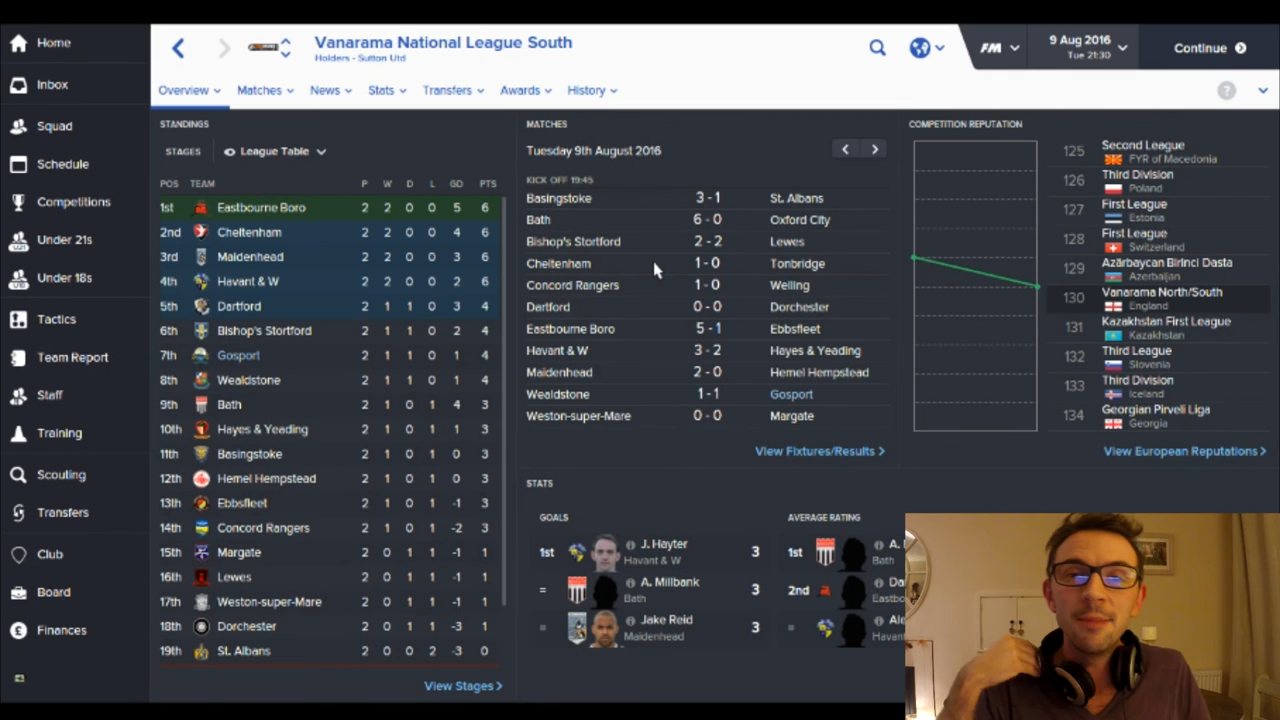 Home
Inbox
Squad
Schedule
Competitions
Under 21s
Under 18s
Tactics
Team Report
Staff
Training
Scouting
Transfers
Club
Board
Finances
Vanarama National League South
Holders - Sutton Utd
FM
9 Aug 2016
Tue 21:30
Continue
Overview Matches News Stats Transfers Awards History
?
STANDINGS
STAGES League Table
POS TEAM P W D L GD PTS
1st Eastbourne Boro 2 2 0 0 5 6
2nd Cheltenham 2 2 0 0 4 6
3rd Maidenhead 2 2 0 0 3 6
4th Havant & W 2 2 0 0 2 6
5th Dartford 2 1 1 0 3 4
6th Bishop's Stortford 2 1 1 0 2 4
7th Gosport 2 1 1 0 1 4
8th Wealdstone 2 1 1 0 1 4
9th Bath 2 1 0 1 4 3
10th Hayes & Yeading 2 1 0 1 1 3
11th Basingstoke 2 1 0 1 0 3
12th Hemel Hempstead 2 1 0 1 0 3
13th Ebbsfleet 2 1 0 1 -1 3
14th Concord Rangers 2 1 0 1 -2 3
15th Margate 2 0 1 1 -1 1
16th Lewes 2 0 1 1 -1 1
17th Weston-super-Mare 2 0 1 1 -1 1
18th Dorchester 2 0 1 1 -3 1
19th St. Albans 2 0 0 2 -3 0
View Stages >
MATCHES
Tuesday 9th August 2016
KICK OFF 19:45
Basingstoke 3 - 1 St. Albans
Bath 6 - 0 Oxford City
Bishop's Stortford 2 - 2 Lewes
Cheltenham 1 - 0 Tonbridge
Concord Rangers 1 - 0 Welling
Dartford 0 - 0 Dorchester
Eastbourne Boro 5 - 1 Ebbsfleet
Havant & W 3 - 2 Hayes & Yeading
Maidenhead 2 - 0 Hemel Hempstead
Wealdstone 1 - 1 Gosport
Weston-super-Mare 0 - 0 Margate
View Fixtures/Results >
COMPETITION REPUTATION
125 Second League
FYR of Macedonia
126 Third Division
Poland
127 First League
Estonia
128 First League
Switzerland
129 Azärbaycan Birinci Dasta
Azerbaijan
130 Vanarama North/South
England
131 Kazakhstan First League
Kazakhstan
132 Third League
Slovenia
133 Third Division
Iceland
134 Georgian Pirveli Liga
Georgia
View European Reputations >
STATS
GOALS
1st J. Hayter 3
Havant & W
= A. Millbank 3
Bath
= Jake Reid 3
Maidenhead
AVERAGE RATING
1st A.
Bath
2nd Da
Eastbo
= Ale
Havan